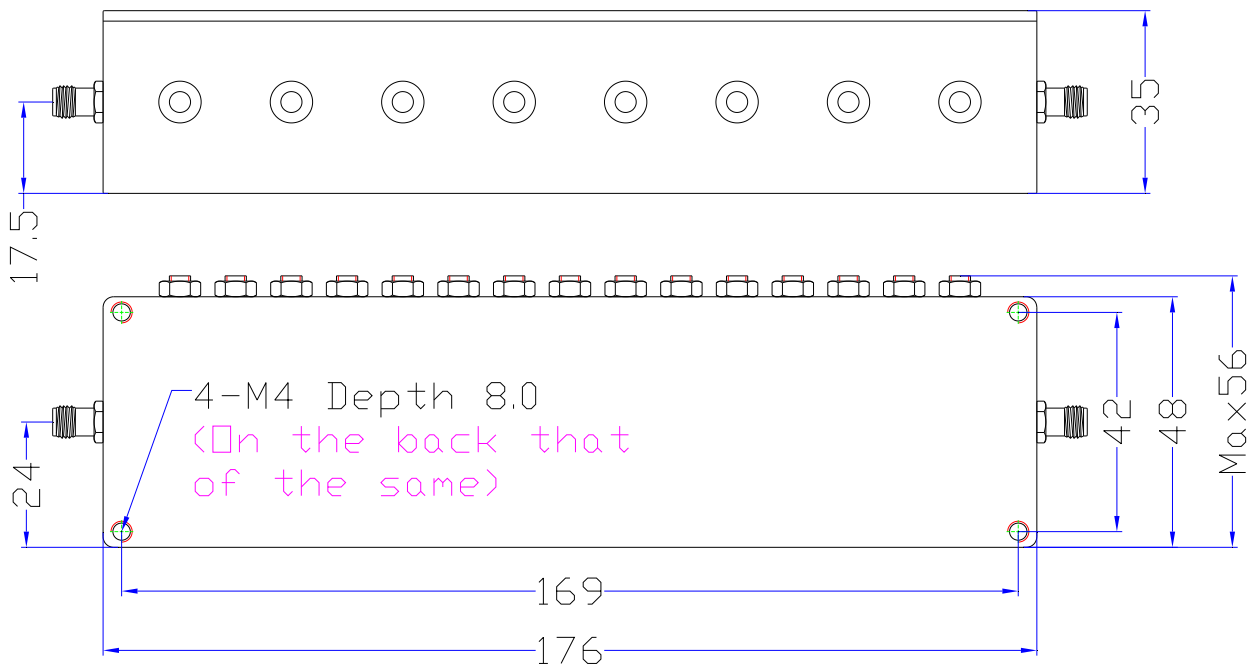 35
17.5
4-M4 Depth 8.0
(On the back that
of the same)
24
42
48
Max56
169
176